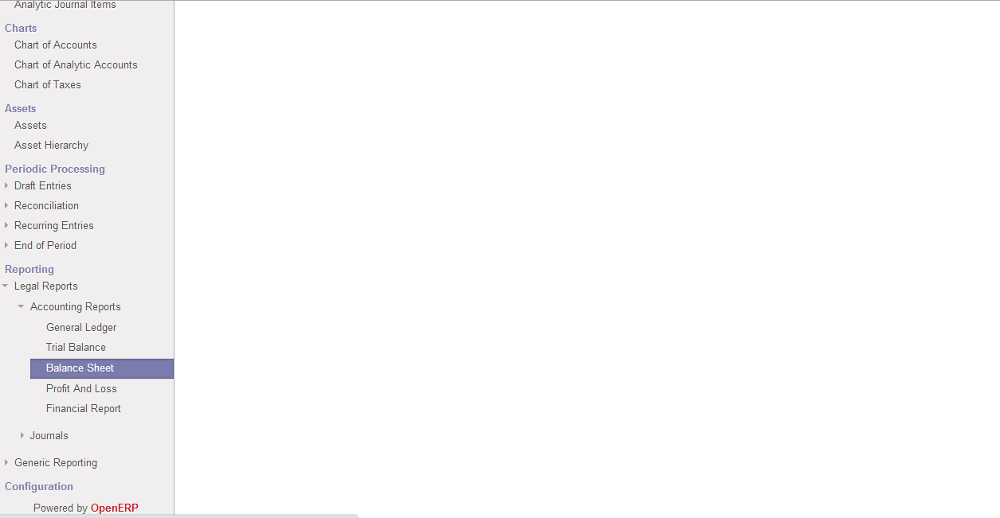 Analytic Journal Items
Charts
Chart of Accounts
Chart of Analytic Accounts
Chart of Taxes
Assets
Assets
Asset Hierarchy
Periodic Processing
Draft Entries
Reconciliation
Recurring Entries
End of Period
Reporting
Legal Reports
Accounting Reports
General Ledger
Trial Balance
Balance Sheet
Profit And Loss
Financial Report
Journals
Generic Reporting
Configuration
Powered by OpenERP